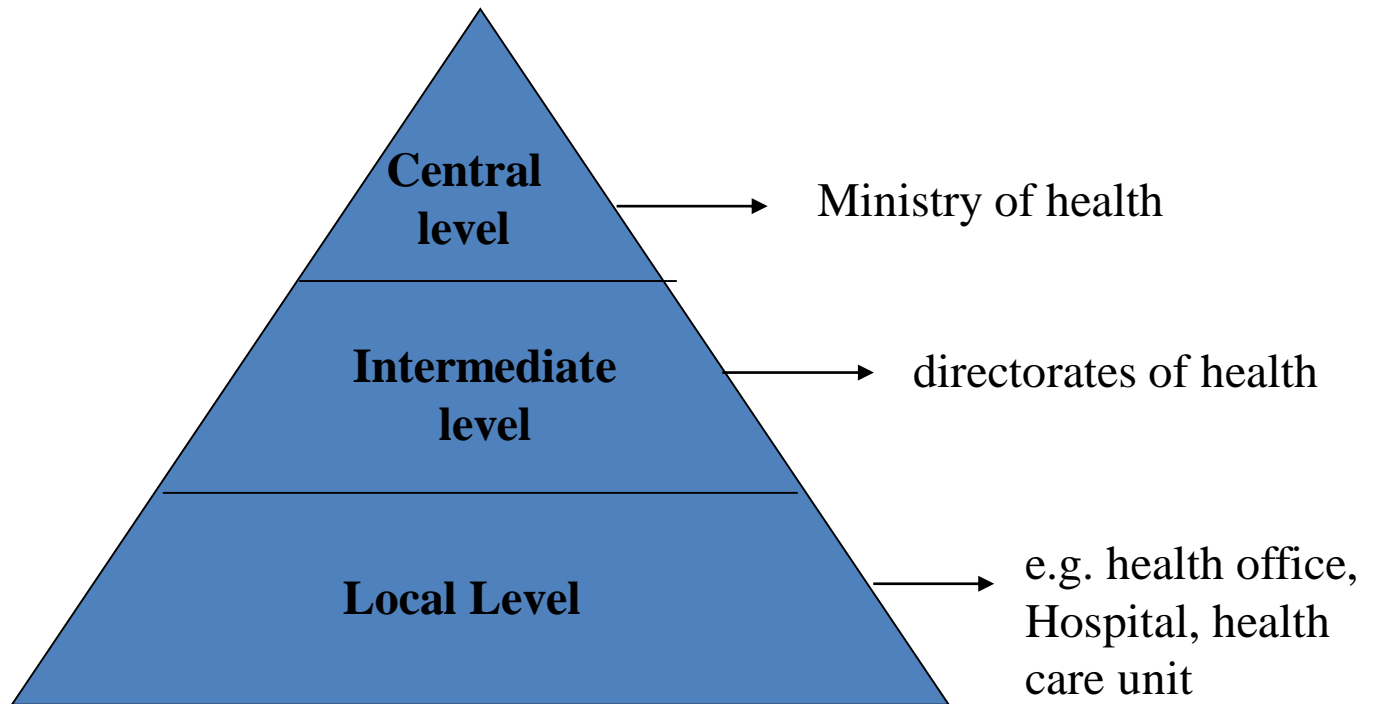 Central
level
Ministry of health
Intermediate
level
directorates of health
Local Level
e.g. health office,
Hospital, health
care unit